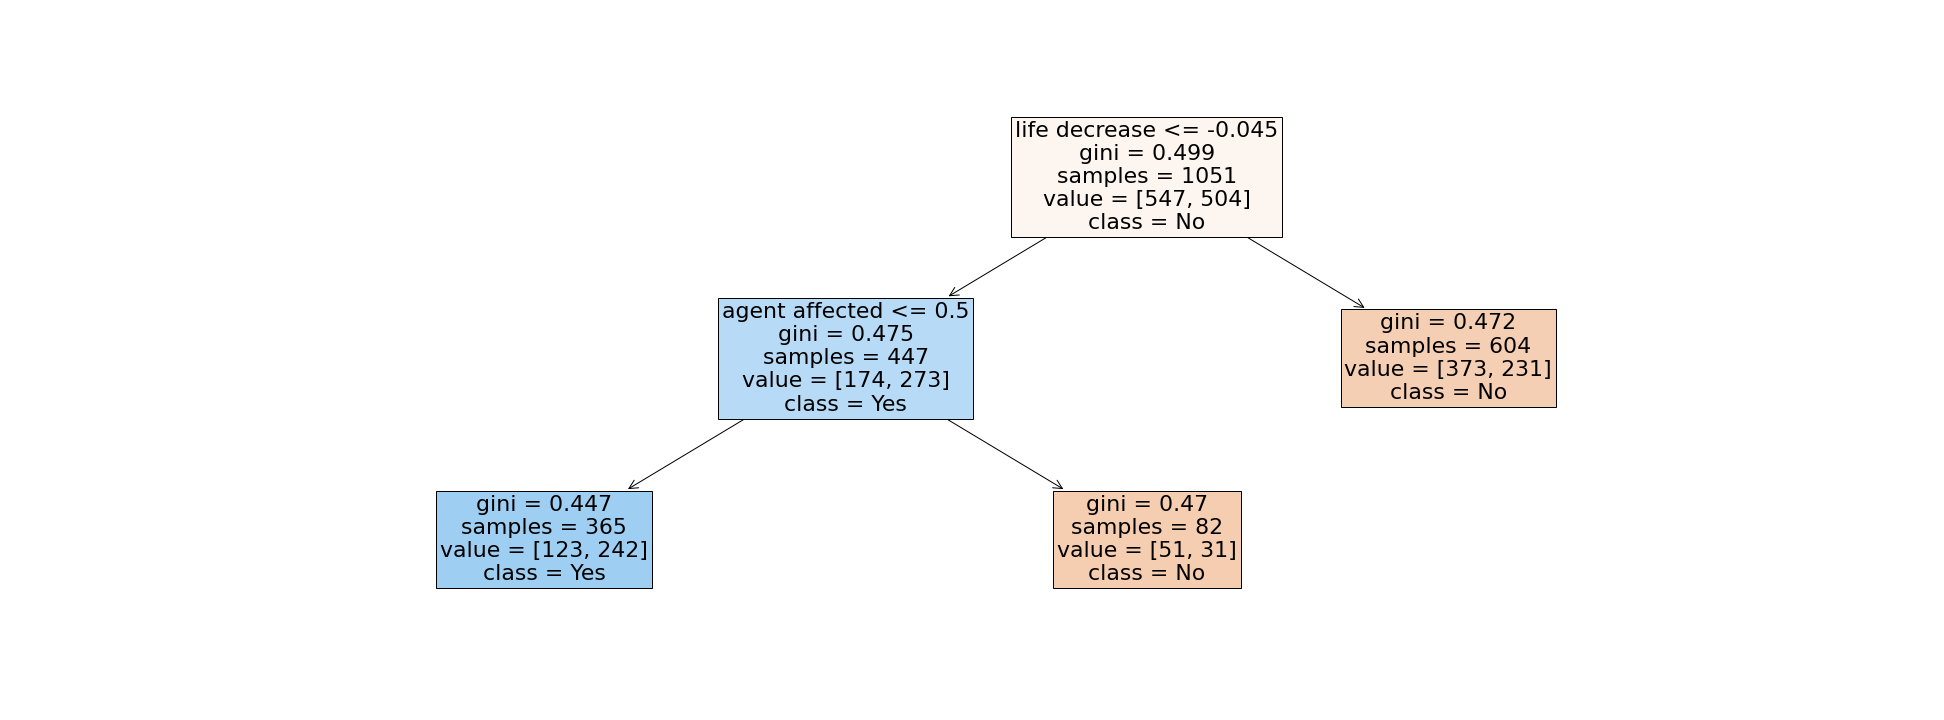 life decrease <= -0.045
gini = 0.499
samples = 1051
value = [547, 504]
class = No
agent affected <= 0.5
gini = 0.475
samples = 447
value = [174, 273]
class = Yes
gini = 0.472
samples = 604
value = [373, 231]
class = No
gini = 0.447
samples = 365
value = [123, 242]
class = Yes
gini = 0.47
samples = 82
value = [51, 31]
class = No